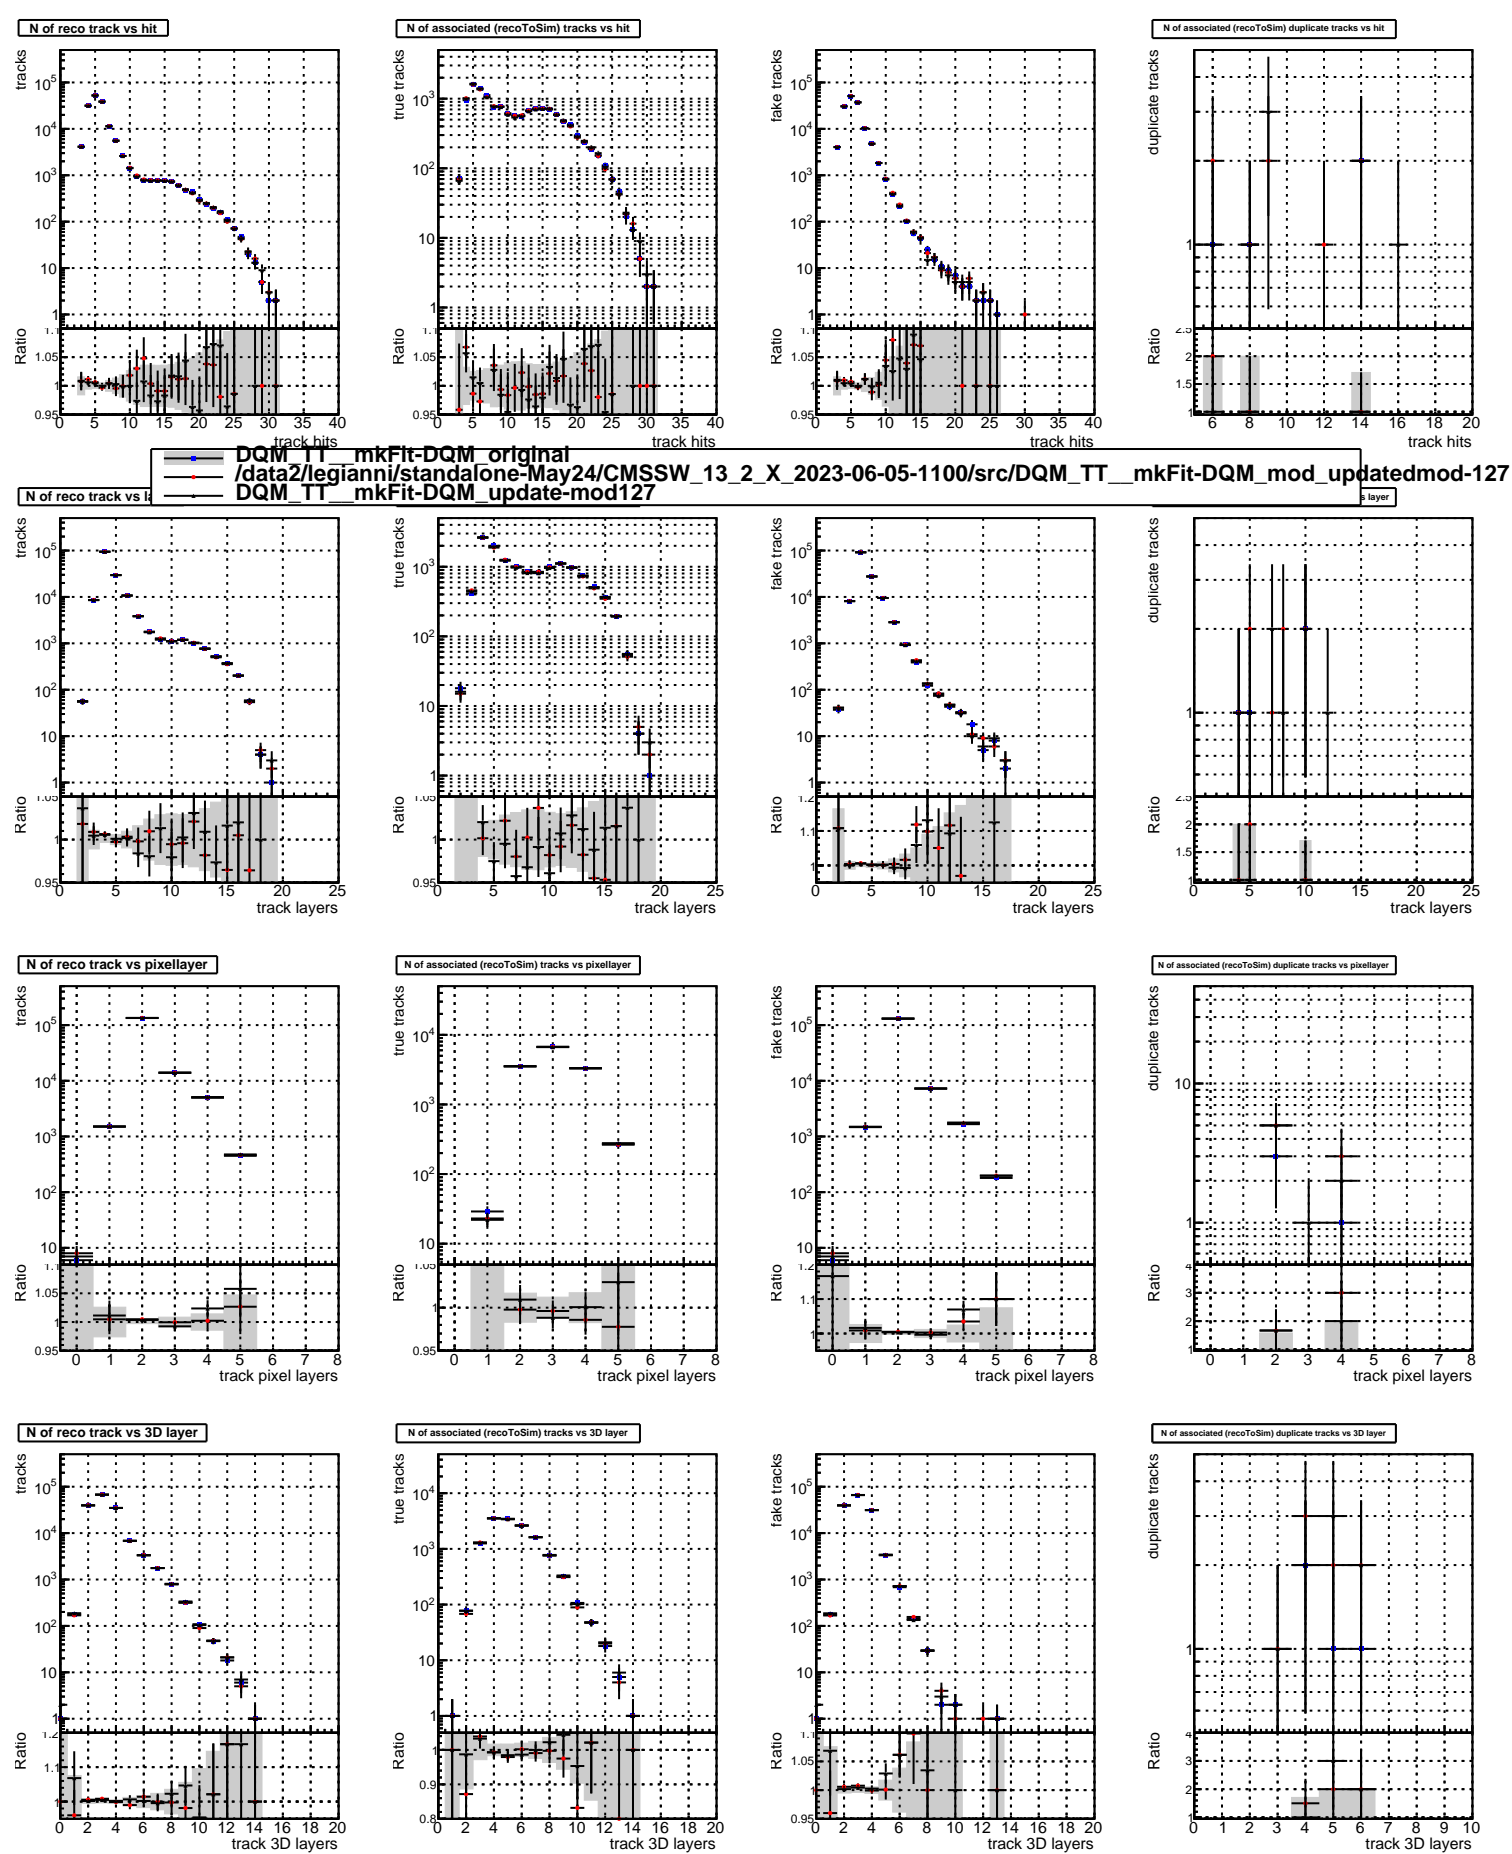 N of reco track vs hit
N of associated (recoToSim) tracks vs hit
N of associated (recoToSim) duplicate tracks vs hit
tracks
true tracks
fake tracks
duplicate tracks
Ratio
Ratio
Ratio
Ratio
track hits
track hits
track hits
track hits
DQM_TT__mkFit-DQM_original
/data2/legianni/standalone-May24/CMSSW_13_2_X_2023-06-05-1100/src/DQM_TT__mkFit-DQM_mod_updatedmod-127
DQM_TT__mkFit-DQM_update-mod127
N of reco track vs
layer
tracks
true tracks
fake tracks
duplicate tracks
Ratio
Ratio
Ratio
Ratio
track layers
track layers
track layers
track layers
N of reco track vs pixellayer
N of associated (recoToSim) tracks vs pixellayer
N of associated (recoToSim) duplicate tracks vs pixellayer
tracks
true tracks
fake tracks
duplicate tracks
Ratio
Ratio
Ratio
Ratio
track pixel layers
track pixel layers
track pixel layers
track pixel layers
N of reco track vs 3D layer
N of associated (recoToSim) tracks vs 3D layer
N of associated (recoToSim) duplicate tracks vs 3D layer
tracks
true tracks
fake tracks
duplicate tracks
Ratio
Ratio
Ratio
Ratio
track 3D layers
track 3D layers
track 3D layers
track 3D layers